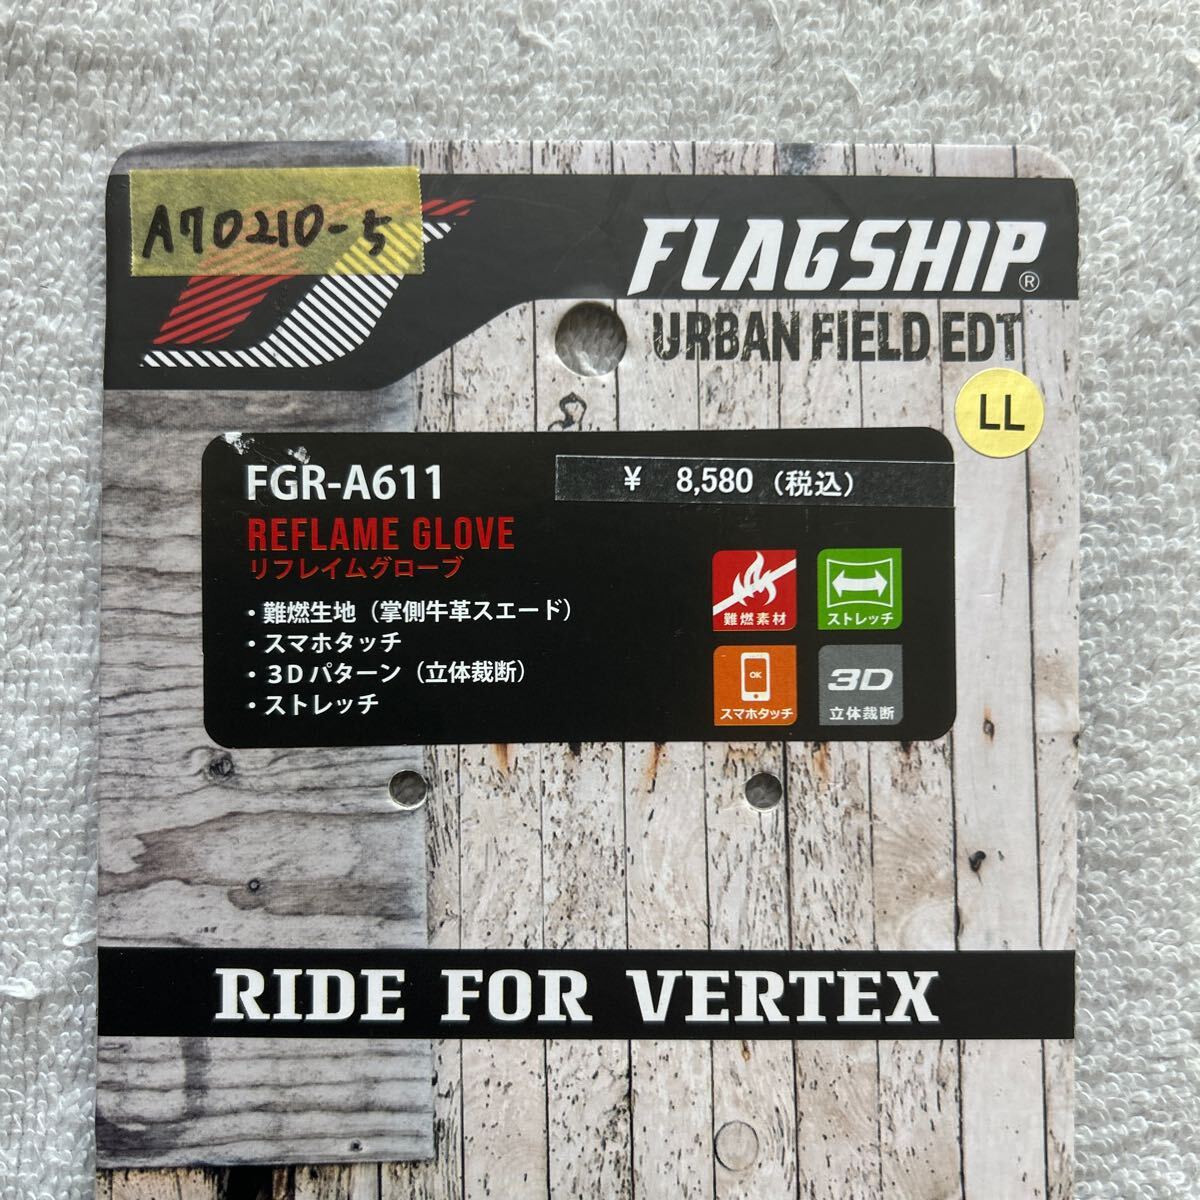 A70210-5
FLAGSHIP®
URBAN FIELD EDT
LL
FGR-A611
¥ 8,580 (税込)
REFLAME GLOVE
リフレイムグローブ
・難燃生地（掌側牛革スエード）
・スマホタッチ
・3Dパターン（立体裁断）
・ストレッチ
難燃素材
ストレッチ
OK
スマホタッチ
3D
立体裁断
RIDE FOR VERTEX